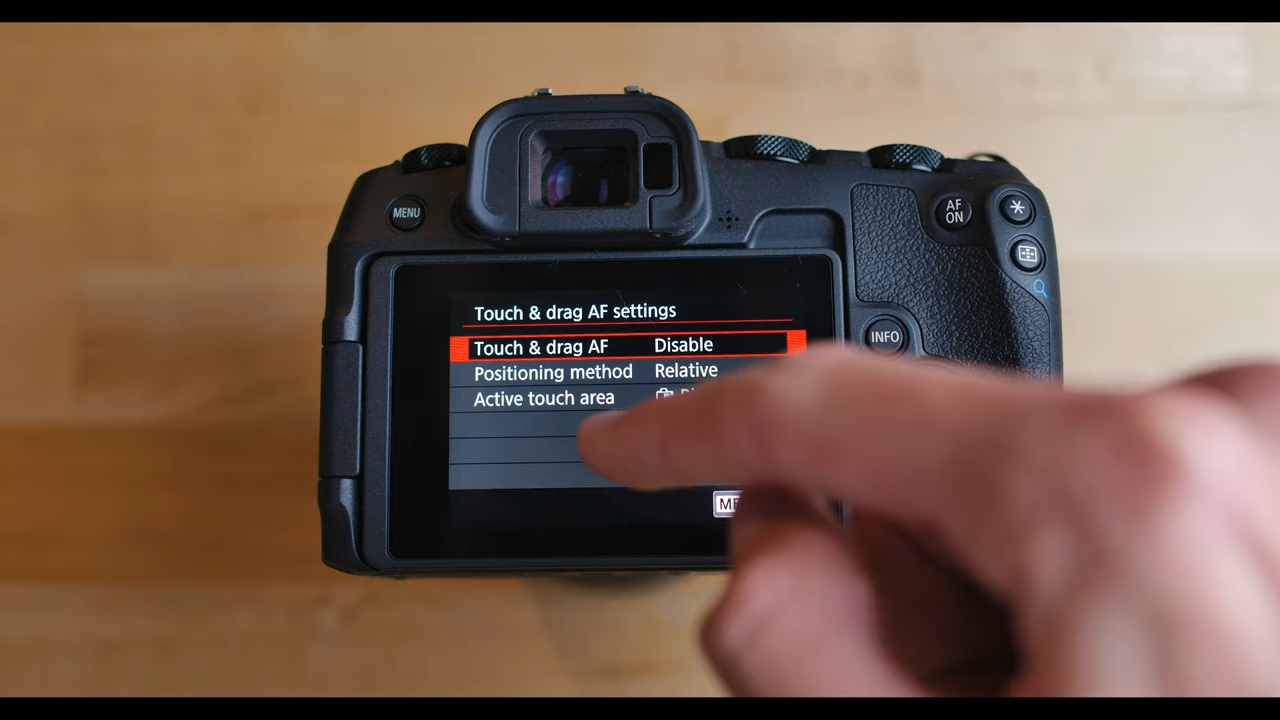 MENU
AF
ON
INFO
Touch & drag AF settings
Touch & drag AF Disable
Positioning method Relative
Active touch area